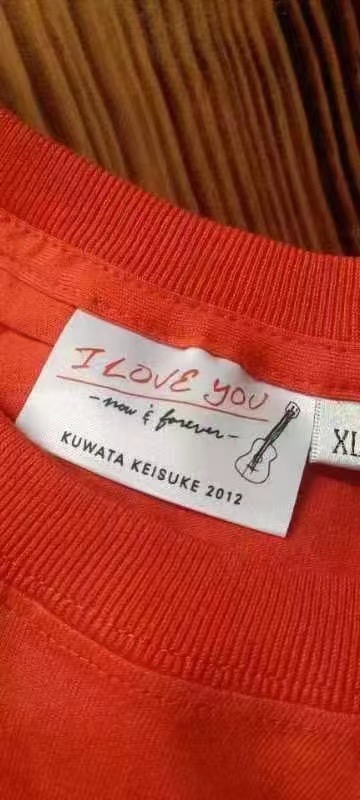 I LOVE YOU
-now & forever-
KUWATA KEISUKE 2012
XL